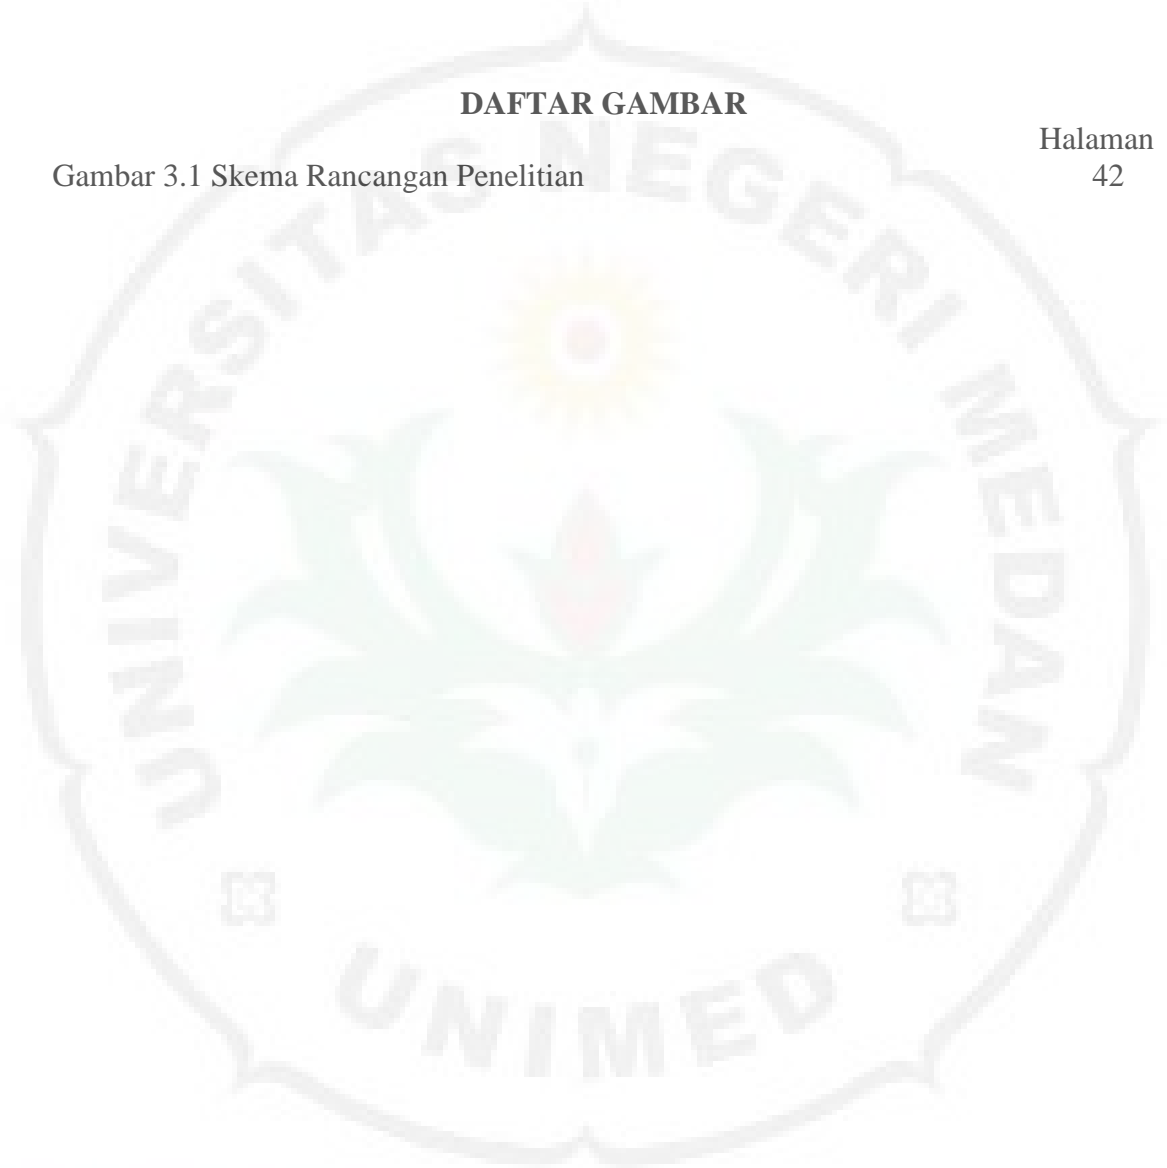 DAFTAR GAMBAR
Halaman
Gambar 3.1 Skema Rancangan Penelitian 42
UNIVERSITAS NEGERI MEDAN
UNIMED